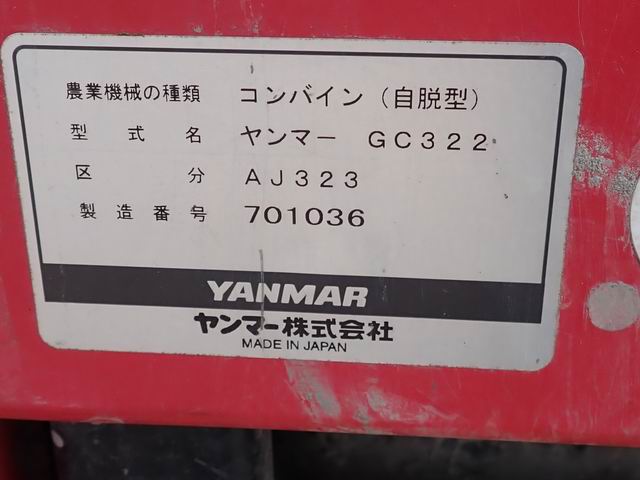 農業機械の種類 コンバイン（自脱型）
型式名 ヤンマー GC322
区分 AJ323
製造番号 701036
YANMAR
ヤンマー株式会社
MADE IN JAPAN